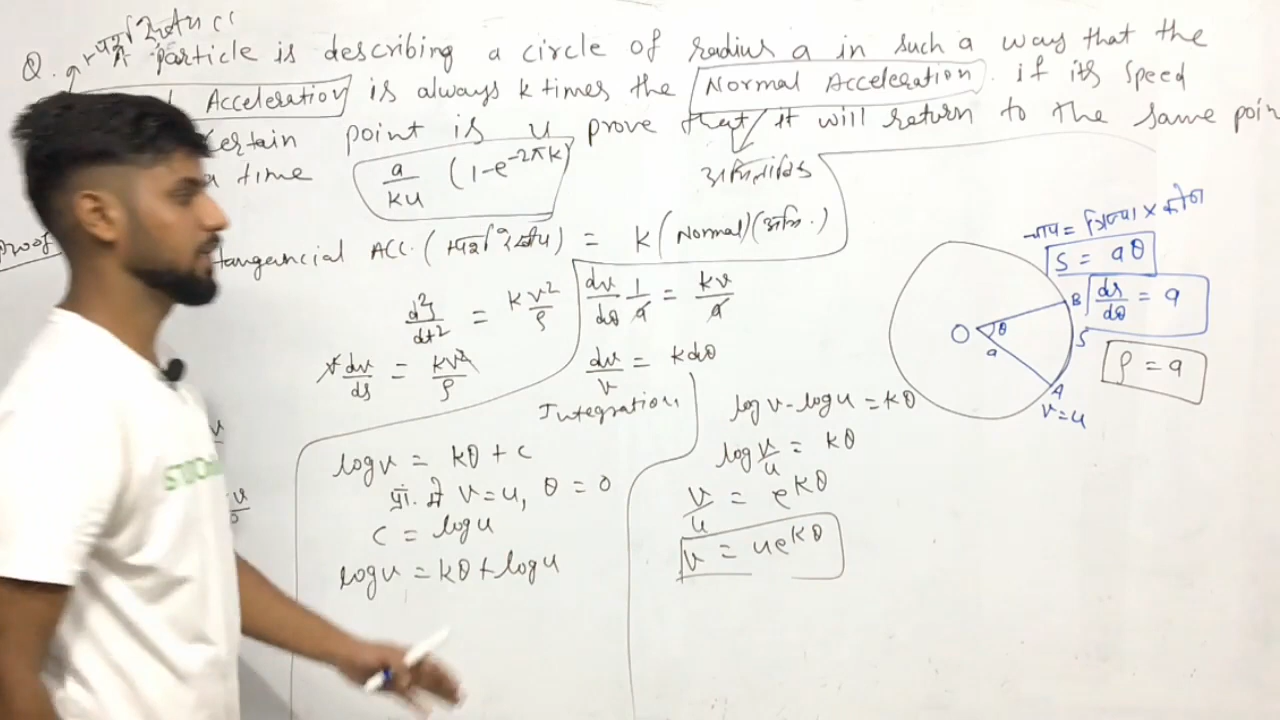 Q. A particle is describing a circle of radius a in such a way that the
Acceleration is always k times the Normal Acceleration. if its speed
certain point is u prove that it will return to the same point
a time a/ku (1-e^{-2πk})
Proof
Tangancial ACC. ( ) = k (Normal)(अभि.)
d²s/dt² = kv²/ρ
v dv/ds = kv²/ρ
dv/dθ 1/a = kv/a
dv/v = kdθ
Integration
log v = kθ + c
प्रा. में v=u, θ = 0
c = log u
log v = kθ + log u
log v - log u = kθ
log v/u = kθ
v/u = e^{kθ}
v = ue^{kθ}
चाप = त्रिज्या × कोण
S = aθ
ds/dθ = a
ρ = a
O
θ
a
B
S
A
v=u